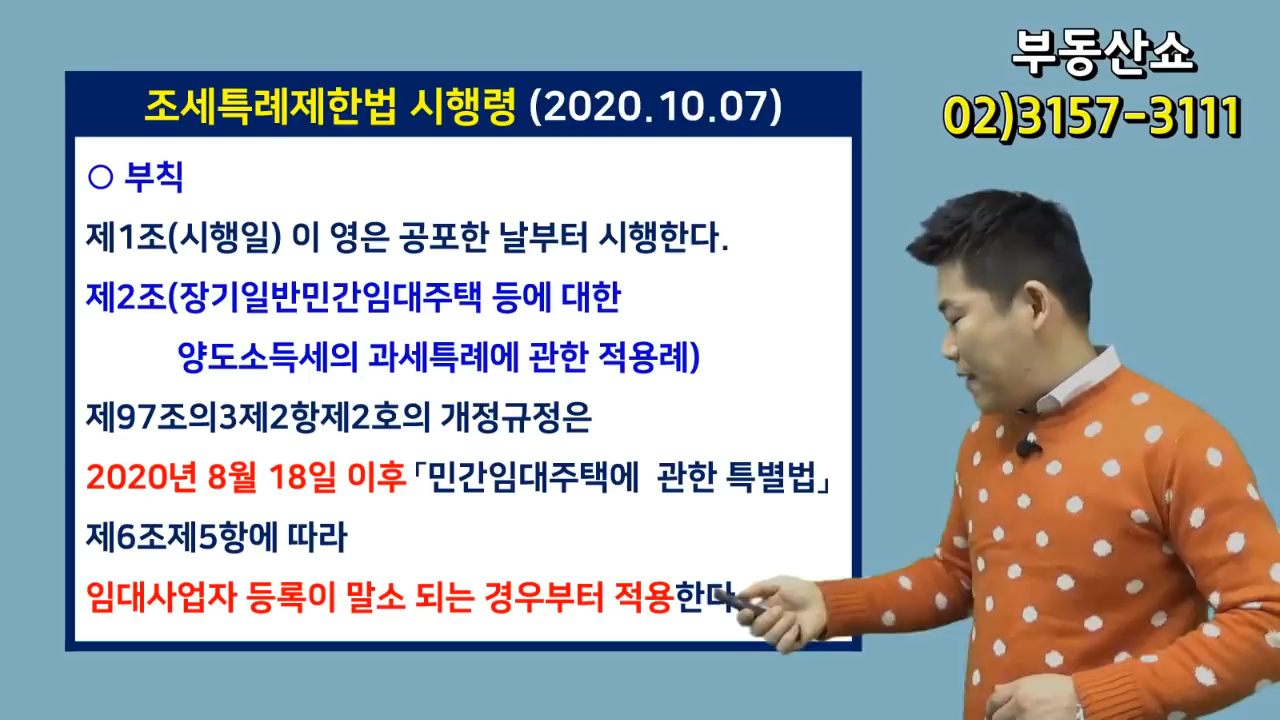 부동산쇼
02)3157-3111
조세특례제한법 시행령 (2020.10.07)
○ 부칙
제1조(시행일) 이 영은 공포한 날부터 시행한다.
제2조(장기일반민간임대주택 등에 대한
양도소득세의 과세특례에 관한 적용례)
제97조의3제2항제2호의 개정규정은
2020년 8월 18일 이후 「민간임대주택에 관한 특별법」
제6조제5항에 따라
임대사업자 등록이 말소 되는 경우부터 적용한다